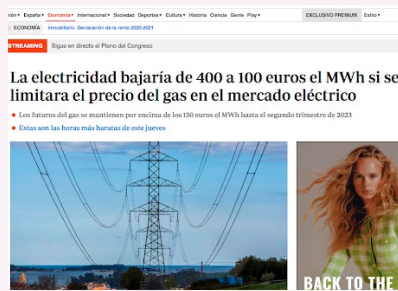 España Economía Internacional Sociedad Deportes Cultura Historia Ciencia Gente Play EXCLUSIVO PREMIUM Estilo
ECONOMÍA Inmobiliario Declaración de la renta 2020-2021
STREAMING Sigue en directo el Pleno del Congreso
La electricidad bajaría de 400 a 100 euros el MWh si se
limitara el precio del gas en el mercado eléctrico
Los futuros del gas se mantienen por encima de los 150 euros el MWh hasta el segundo trimestre de 2023
Estas son las horas más baratas de este jueves
BACK TO THE